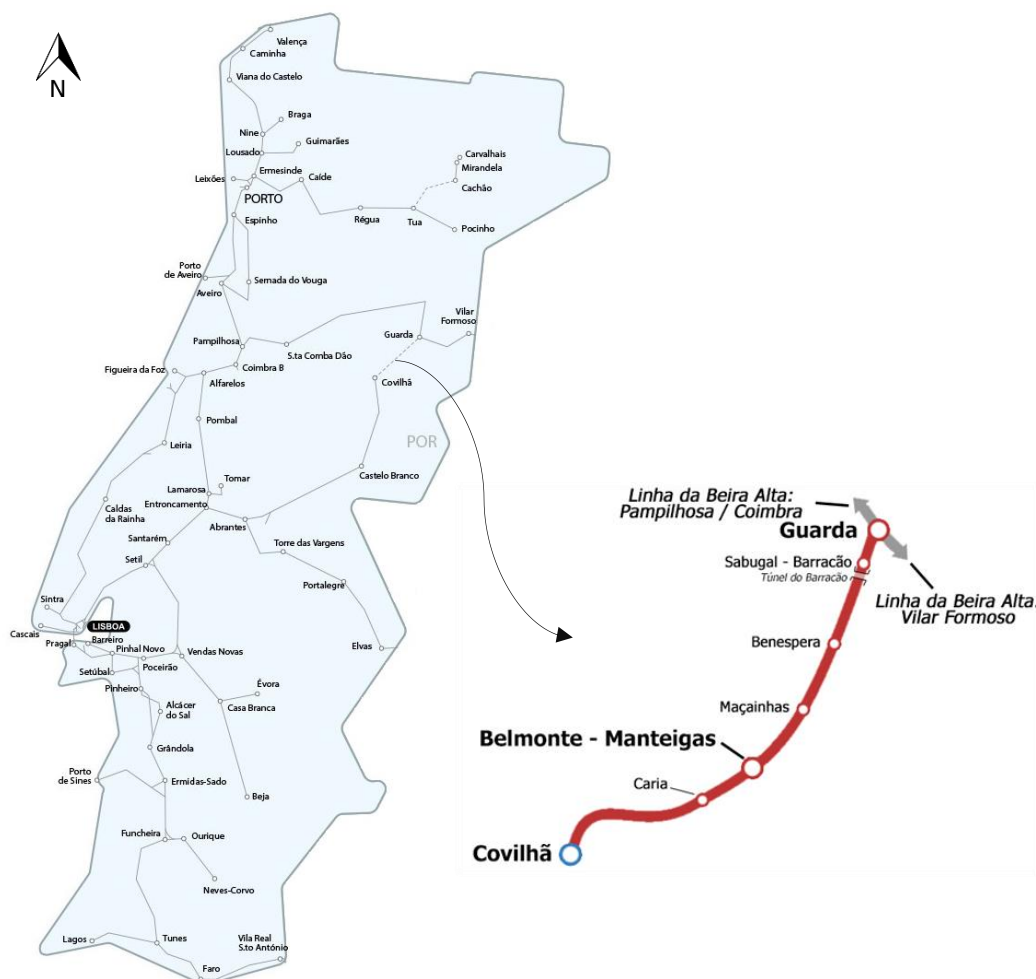 N
Valença
Caminha
Viana do Castelo
Braga
Nine
Guimarães
Lousado
Carvalhais
Mirandela
Ermesinde
Leixões
Caíde
Cachão
PORTO
Espinho
Régua
Tua
Pocinho
Porto
de Aveiro
Sernada do Vouga
Aveiro
Vilar
Formoso
Guarda
Pampilhosa
S.ta Comba Dão
Coimbra B
Figueira da Foz
Alfarelos
Covilhã
Pombal
POR
Leiria
Castelo Branco
Tomar
Lamarosa
Entroncamento
Caldas
da Rainha
Abrantes
Santarém
Torre das Vargens
Setil
Portalegre
Sintra
LISBOA
Cascais
Barreiro
Pragal
Pinhal Novo
Vendas Novas
Elvas
Poceirão
Setúbal
Pinheiro
Évora
Casa Branca
Alcácer
do Sal
Grândola
Porto
de Sines
Ermidas-Sado
Beja
Funcheira
Ourique
Neves-Corvo
Lagos
Tunes
Vila Real
S.to António
Faro
Linha da Beira Alta:
Pampilhosa / Coimbra
Guarda
Sabugal - Barracão
Túnel do Barracão
Linha da Beira Alta:
Vilar Formoso
Benespera
Maçainhas
Belmonte - Manteigas
Caria
Covilhã